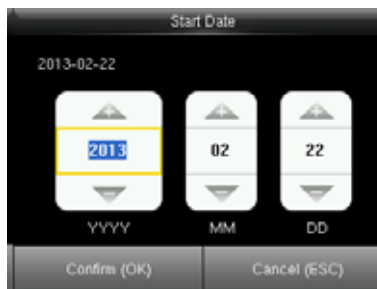 Start Date
2013-02-22
2013 02 22
YYYY MM DD
Confirm (OK) Cancel (ESC)